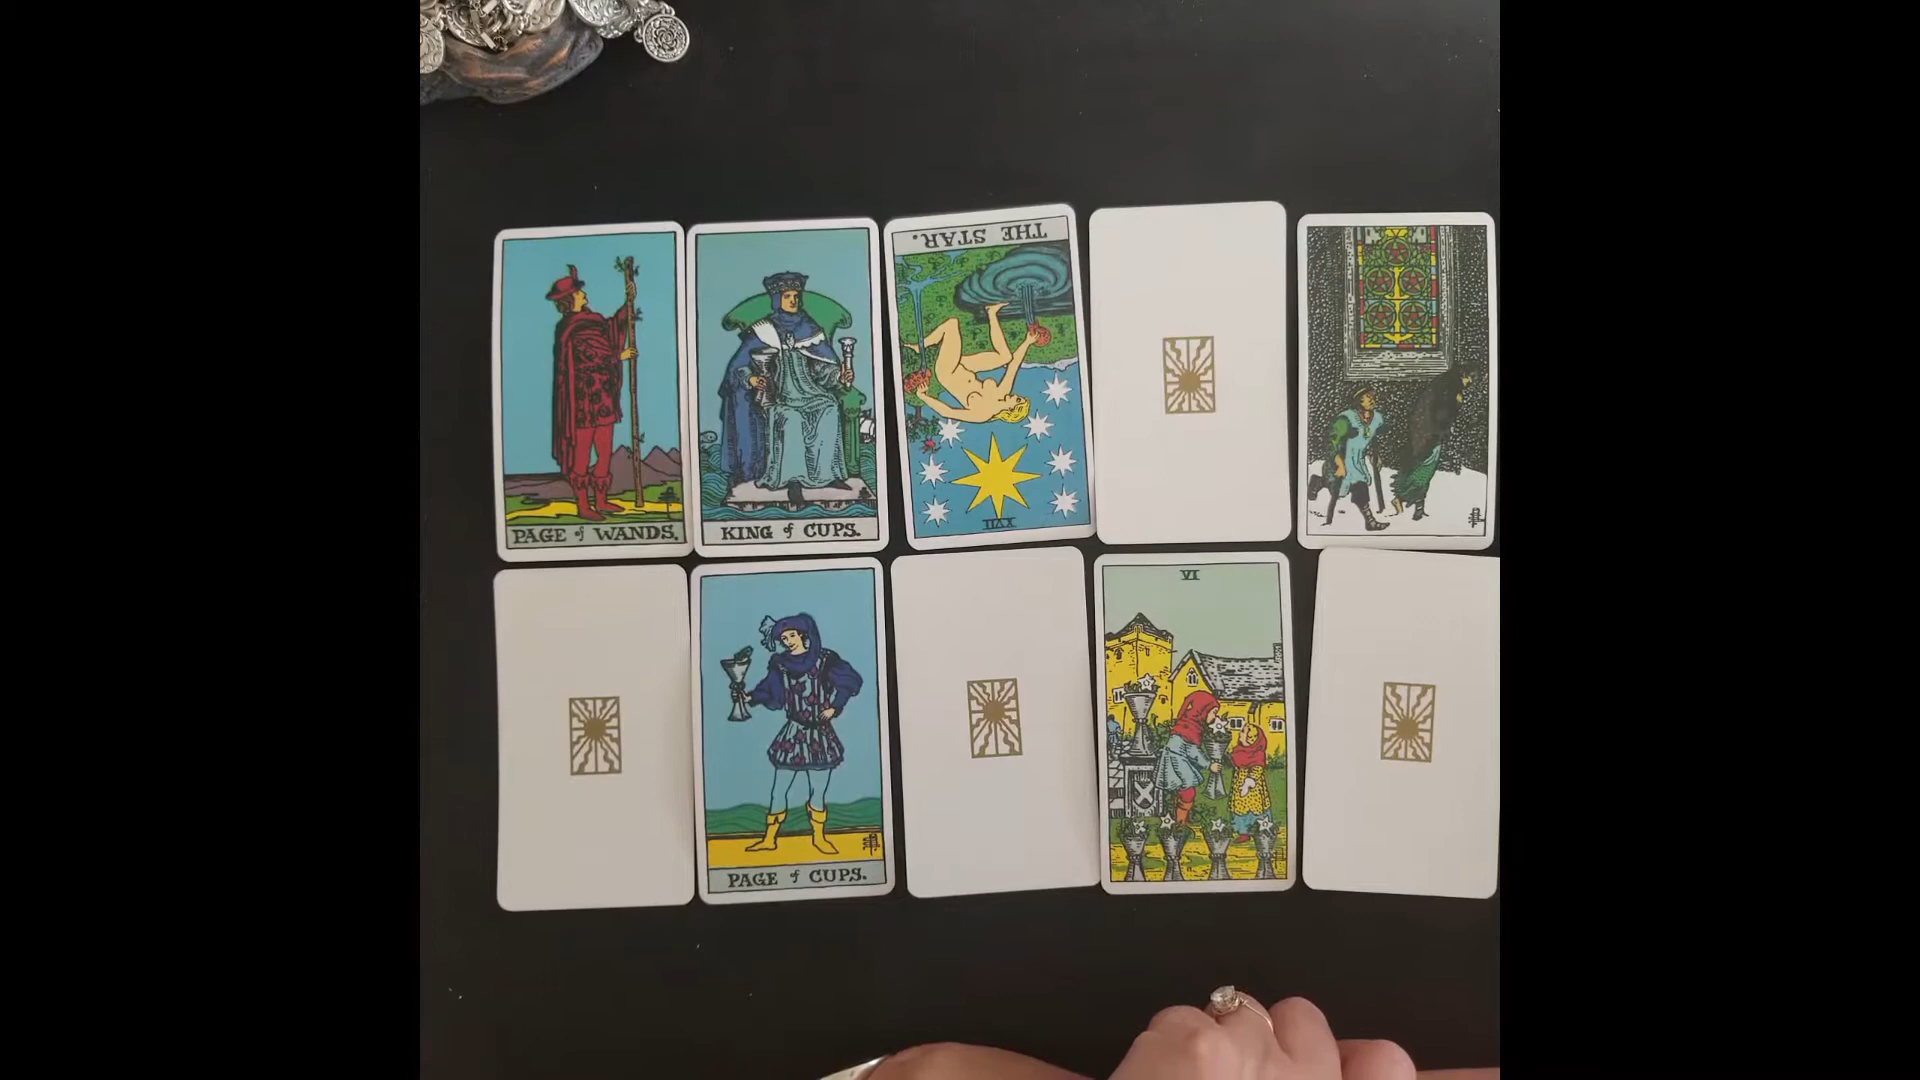 THE STAR.
PAGE of WANDS.
KING of CUPS.
XVII
VI
PAGE of CUPS.